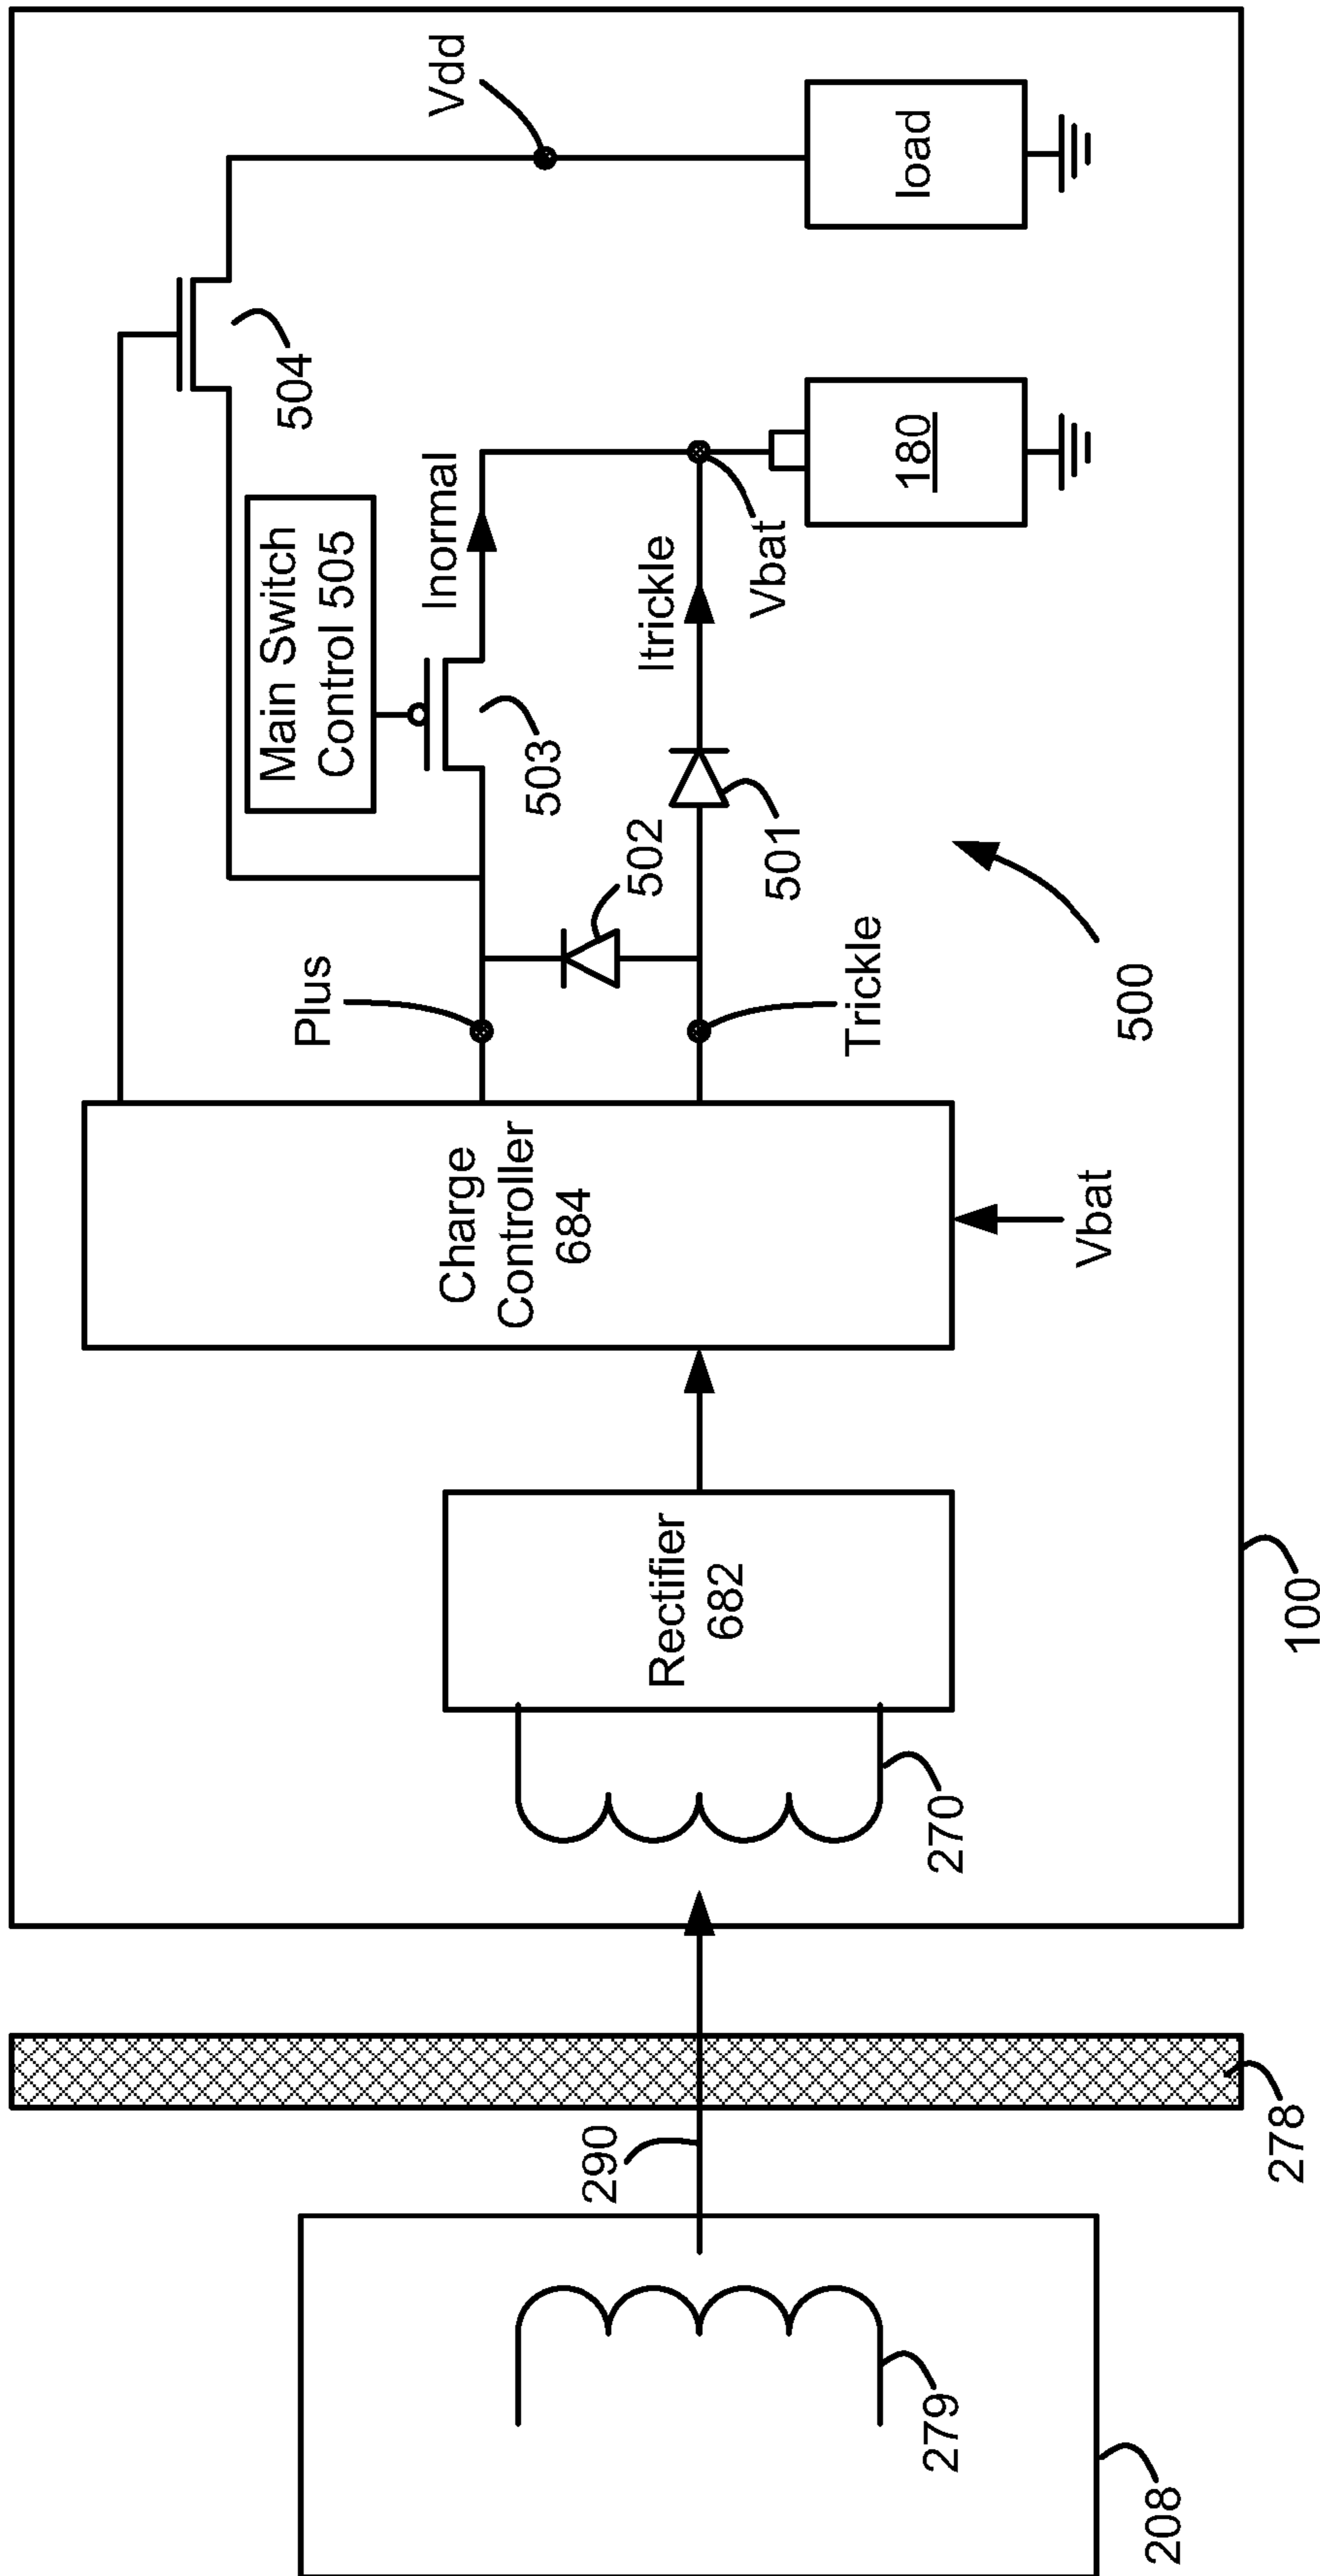 208
279
290
278
270
100
Rectifier
682
Charge
Controller
684
Vbat
Plus
Trickle
500
502
501
503
Main Switch
Control 505
Inormal
Itrickle
Vbat
504
180
Vdd
load